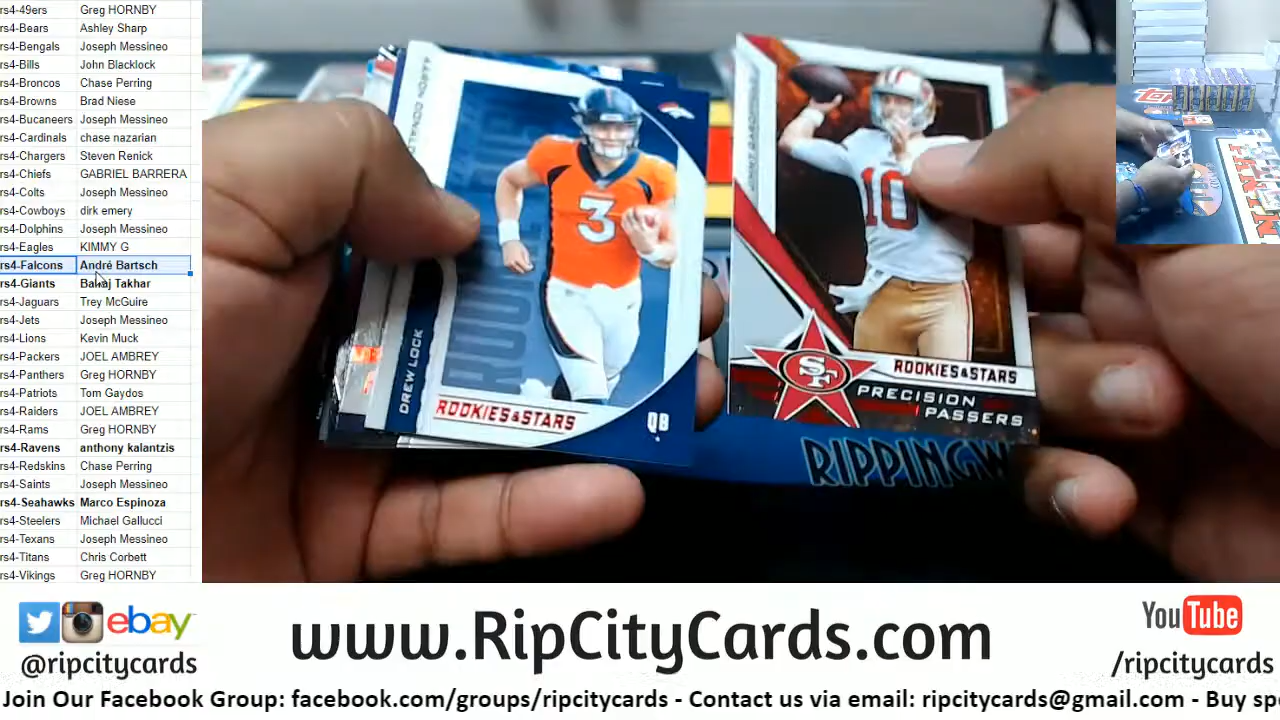 rs4-49ers Greg HORNBY
rs4-Bears Ashley Sharp
rs4-Bengals Joseph Messineo
rs4-Bills John Blacklock
rs4-Broncos Chase Perring
rs4-Browns Brad Niese
rs4-Bucaneers Joseph Messineo
rs4-Cardinals chase nazarian
rs4-Chargers Steven Renick
rs4-Chiefs GABRIEL BARRERA
rs4-Colts Joseph Messineo
rs4-Cowboys dirk emery
rs4-Dolphins Joseph Messineo
rs4-Eagles KIMMY G
rs4-Falcons André Bartsch
rs4-Giants Takhar
rs4-Jaguars Trey McGuire
rs4-Jets Joseph Messineo
rs4-Lions Kevin Muck
rs4-Packers JOEL AMBREY
rs4-Panthers Greg HORNBY
rs4-Patriots Tom Gaydos
rs4-Raiders JOEL AMBREY
rs4-Rams Greg HORNBY
rs4-Ravens anthony kalantzis
rs4-Redskins Chase Perring
rs4-Saints Joseph Messineo
rs4-Seahawks Marco Espinoza
rs4-Steelers Michael Gallucci
rs4-Texans Joseph Messineo
rs4-Titans Chris Corbett
rs4-Vikings Greg HORNBY
DREW LOCK
3
ROOKIES & STARS
QB
10
SF
ROOKIES & STARS
PRECISION
PASSERS
RIPPINGW
Topps
ebay
@ripcitycards
www.RipCityCards.com
YouTube
/ripcitycards
Join Our Facebook Group: facebook.com/groups/ripcitycards - Contact us via email: ripcitycards@gmail.com - Buy spo